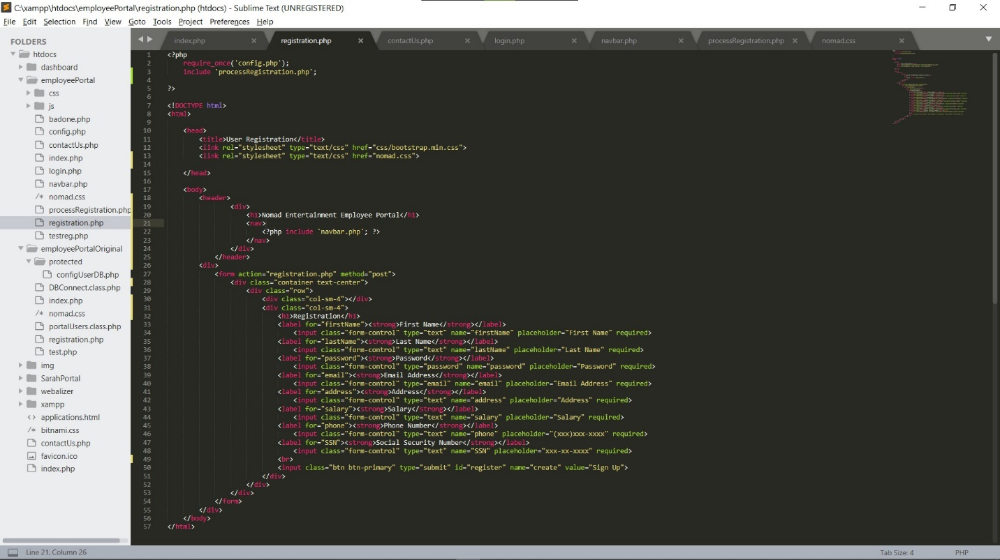 C:\xampp\htdocs\employeePortal\registration.php (htdocs) - Sublime Text (UNREGISTERED)
File Edit Selection Find View Goto Tools Project Preferences Help
FOLDERS
htdocs
dashboard
employeePortal
css
js
badone.php
config.php
contactUs.php
index.php
login.php
navbar.php
/* nomad.css
processRegistration.php
registration.php
testreg.php
employeePortalOriginal
protected
configUserDB.php
DBConnect.class.php
index.php
/* nomad.css
portalUsers.class.php
registration.php
test.php
img
SarahPortal
webalizer
xampp
<> applications.html
/* bitnami.css
contactUs.php
favicon.ico
index.php
index.php registration.php contactUs.php login.php navbar.php processRegistration.php nomad.css
1 <?php
2 require_once('config.php');
3 include 'processRegistration.php';
4
5 ?>
6
7 <!DOCTYPE html>
8 <html>
9
10 <head>
11 <title>User Registration</title>
12 <link rel="stylesheet" type="text/css" href="css/bootstrap.min.css">
13 <link rel="stylesheet" type="text/css" href="nomad.css">
14
15 </head>
16
17 <body>
18 <header>
19 <div>
20 <h1>Nomad Entertainment Employee Portal</h1>
21 <nav>
22 <?php include 'navbar.php'; ?>
23 </nav>
24 </div>
25 </header>
26 <div>
27 <form action="registration.php" method="post">
28 <div class="container text-center">
29 <div class="row">
30 <div class="col-sm-4"></div>
31 <div class="col-sm-4">
32 <h1>Registration</h1>
33 <label for="firstName"><strong>First Name</strong></label>
34 <input class="form-control" type="text" name="firstName" placeholder="First Name" required>
35 <label for="lastName"><strong>Last Name</strong></label>
36 <input class="form-control" type="text" name="lastName" placeholder="Last Name" required>
37 <label for="password"><strong>Password</strong></label>
38 <input class="form-control" type="password" name="password" placeholder="Password" required>
39 <label for="email"><strong>Email Address</strong></label>
40 <input class="form-control" type="email" name="email" placeholder="Email Address" required>
41 <label for="address"><strong>Address</strong></label>
42 <input class="form-control" type="text" name="address" placeholder="Address" required>
43 <label for="salary"><strong>Salary</strong></label>
44 <input class="form-control" type="text" name="salary" placeholder="Salary" required>
45 <label for="phone"><strong>Phone Number</strong></label>
46 <input class="form-control" type="text" name="phone" placeholder="(xxx)xxx-xxxx" required>
47 <label for="SSN"><strong>Social Security Number</strong></label>
48 <input class="form-control" type="text" name="SSN" placeholder="xxx-xx-xxxx" required>
49 <br>
50 <input class="btn btn-primary" type="submit" id="register" name="create" value="Sign Up">
51 </div>
52 </div>
53 </div>
54 </form>
55 </div>
56 </body>
57 </html>
Line 21, Column 26 Tab Size: 4 PHP